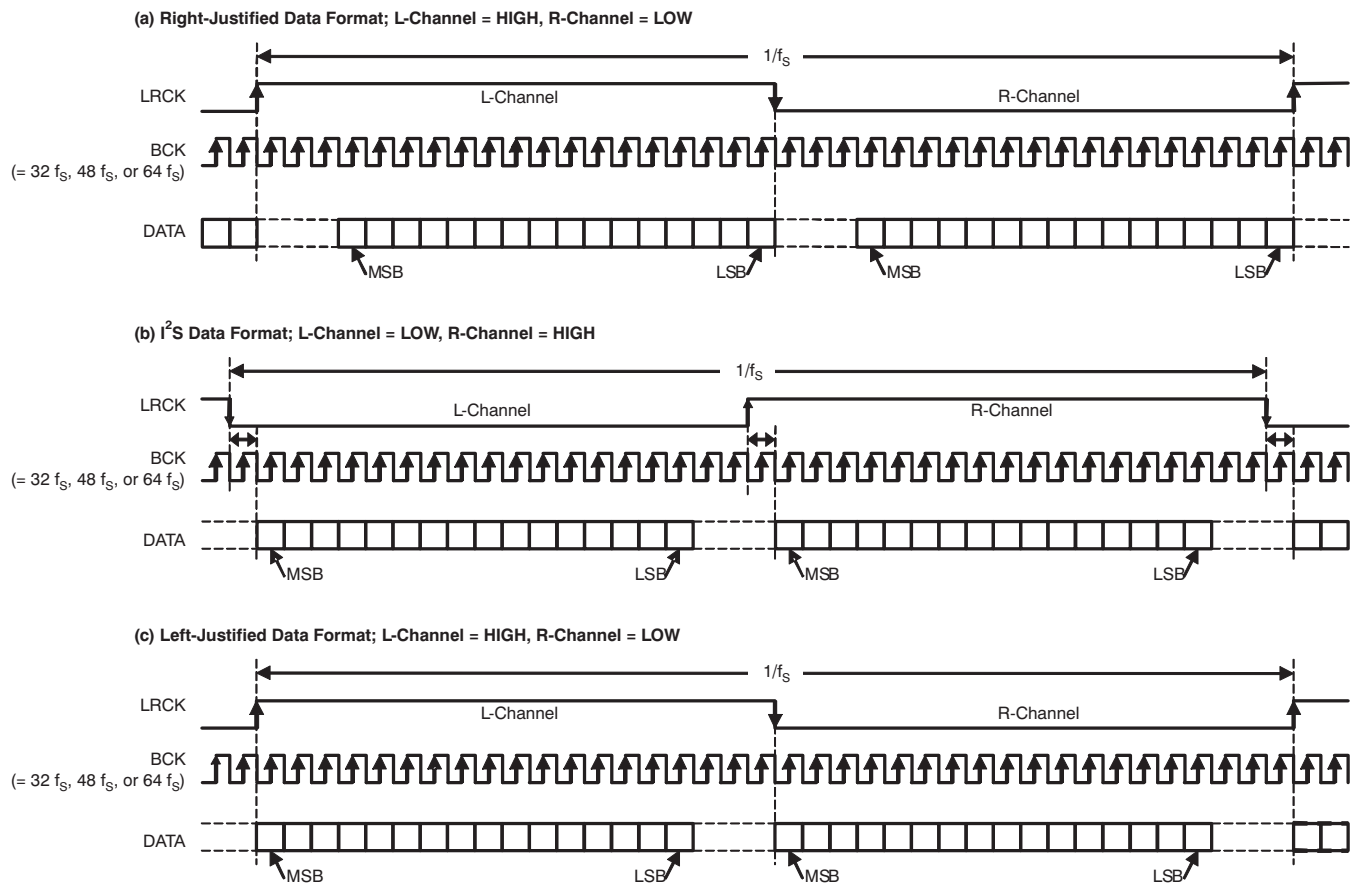 (a) Right-Justified Data Format; L-Channel = HIGH, R-Channel = LOW
1/fS
LRCK
L-Channel
R-Channel
BCK
(= 32 fS, 48 fS, or 64 fS)
DATA
MSB
LSB
MSB
LSB
(b) I²S Data Format; L-Channel = LOW, R-Channel = HIGH
1/fS
LRCK
L-Channel
R-Channel
BCK
(= 32 fS, 48 fS, or 64 fS)
DATA
MSB
LSB
MSB
LSB
(c) Left-Justified Data Format; L-Channel = HIGH, R-Channel = LOW
1/fS
LRCK
L-Channel
R-Channel
BCK
(= 32 fS, 48 fS, or 64 fS)
DATA
MSB
LSB
MSB
LSB